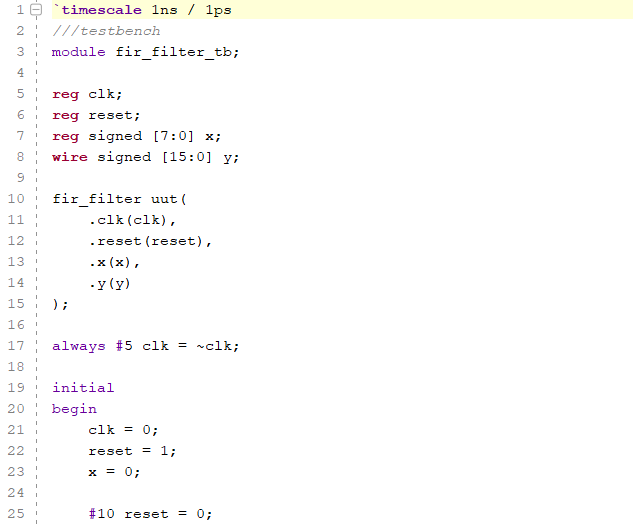 1 `timescale 1ns / 1ps
2 ///testbench
3 module fir_filter_tb;
4
5 reg clk;
6 reg reset;
7 reg signed [7:0] x;
8 wire signed [15:0] y;
9
10 fir_filter uut(
11     .clk(clk),
12     .reset(reset),
13     .x(x),
14     .y(y)
15 );
16
17 always #5 clk = ~clk;
18
19 initial
20 begin
21     clk = 0;
22     reset = 1;
23     x = 0;
24
25     #10 reset = 0;